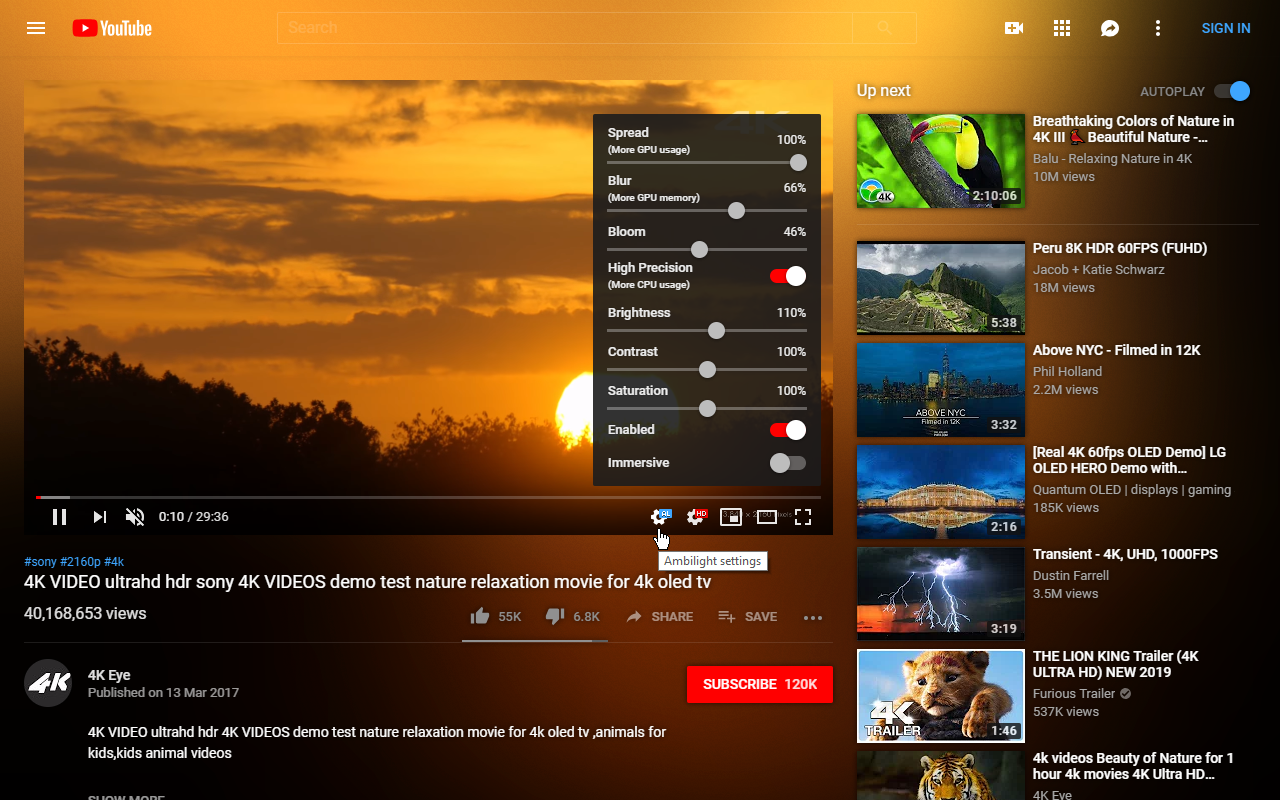 YouTube
Search
SIGN IN
4K
Spread
100%
(More GPU usage)
Blur
66%
(More GPU memory)
Bloom
46%
High Precision
(More CPU usage)
Brightness
110%
Contrast
100%
Saturation
100%
Enabled
Immersive
0:10 / 29:36
AL
HD
Ambilight settings
#sony #2160p #4k
4K VIDEO ultrahd hdr sony 4K VIDEOS demo test nature relaxation movie for 4k oled tv
40,168,653 views
55K
6.8K
SHARE
SAVE
4K
4K Eye
Published on 13 Mar 2017
SUBSCRIBE 120K
4K VIDEO ultrahd hdr 4K VIDEOS demo test nature relaxation movie for 4k oled tv ,animals for
kids,kids animal videos
SHOW MORE
Up next
AUTOPLAY
4K
2:10:06
Breathtaking Colors of Nature in
4K III 🐦Beautiful Nature -...
Balu - Relaxing Nature in 4K
10M views
5:38
Peru 8K HDR 60FPS (FUHD)
Jacob + Katie Schwarz
18M views
ABOVE NYC
Filmed in 12K
3:32
Above NYC - Filmed in 12K
Phil Holland
2.2M views
2:16
[Real 4K 60fps OLED Demo] LG
OLED HERO Demo with...
Quantum OLED | displays | gaming
185K views
3:19
Transient - 4K, UHD, 1000FPS
Dustin Farrell
3.5M views
4K
TRAILER
1:46
THE LION KING Trailer (4K
ULTRA HD) NEW 2019
Furious Trailer
537K views
4k videos Beauty of Nature for 1
hour 4k movies 4K Ultra HD...
4K Eye